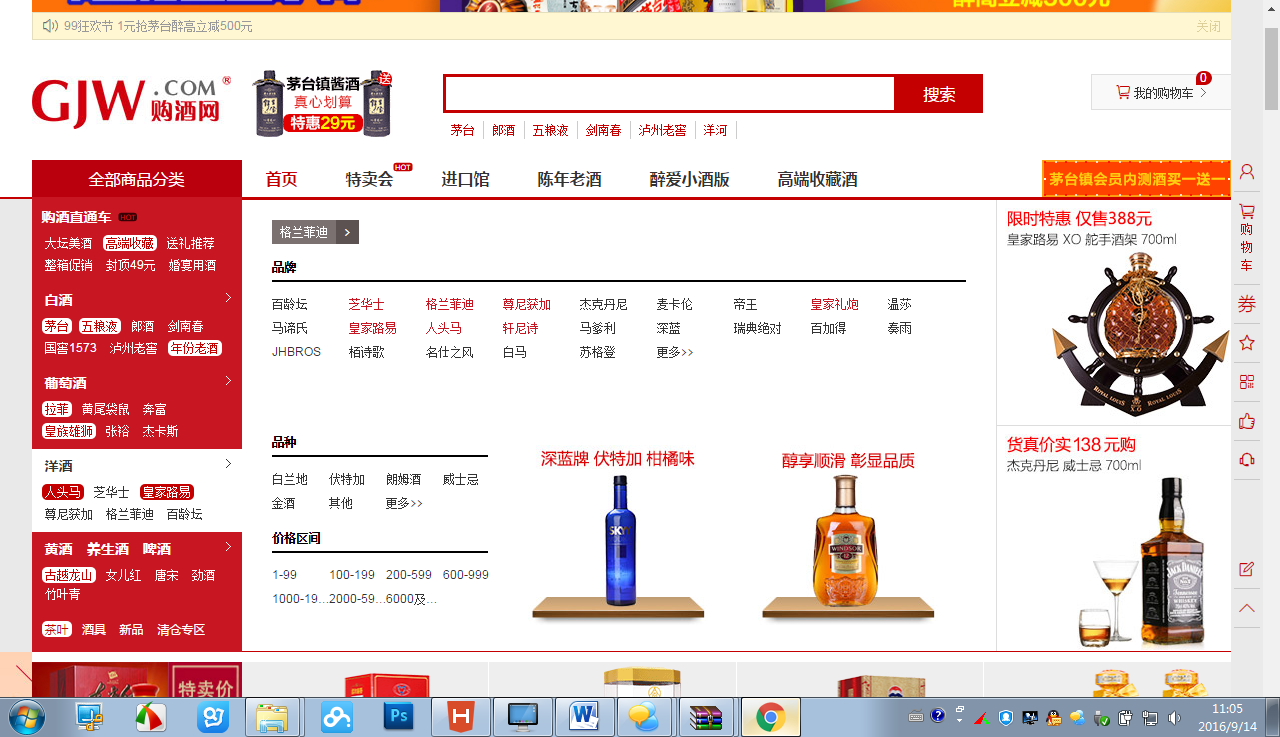 99狂欢节 1元抢茅台醉高立减500元
关闭
GJW.COM®
购酒网
茅台镇酱酒
送
真心划算
特惠29元
搜索
0
我的购物车
茅台 郎酒 五粮液 剑南春 泸州老窖 洋河
全部商品分类
首页 特卖会 HOT 进口馆 陈年老酒 醉爱小酒版 高端收藏酒
茅台镇会员内测酒买一送一
购酒直通车 HOT
大坛美酒 高端收藏 送礼推荐
整箱促销 封顶49元 婚宴用酒
白酒
茅台 五粮液 郎酒 剑南春
国窖1573 泸州老窖 年份老酒
葡萄酒
拉菲 黄尾袋鼠 奔富
皇族雄狮 张裕 杰卡斯
洋酒
人头马 芝华士 皇家路易
尊尼获加 格兰菲迪 百龄坛
黄酒 养生酒 啤酒
古越龙山 女儿红 唐宋 劲酒
竹叶青
茶叶 酒具 新品 清仓专区
格兰菲迪 >
品牌
百龄坛 芝华士 格兰菲迪 尊尼获加 杰克丹尼 麦卡伦 帝王 皇家礼炮 温莎
马谛氏 皇家路易 人头马 轩尼诗 马爹利 深蓝 瑞典绝对 百加得 奏雨
JHBROS 栢诗歌 名仕之风 白马 苏格登 更多>>
品种
白兰地 伏特加 朗姆酒 威士忌
金酒 其他 更多>>
价格区间
1-99 100-199 200-599 600-999
1000-19... 2000-59... 6000及...
深蓝牌 伏特加 柑橘味
SKYY
醇享顺滑 彰显品质
WINDSOR
12
限时特惠 仅售388元
皇家路易 XO 舵手酒架 700ml
ROYAL LOUIS XO ROYAL LOUIS
货真价实138元购
杰克丹尼 威士忌 700ml
JACK DANIEL'S
Tennessee
WHISKEY
购物车
券
特卖价
Ps
H
W
11:05
2016/9/14